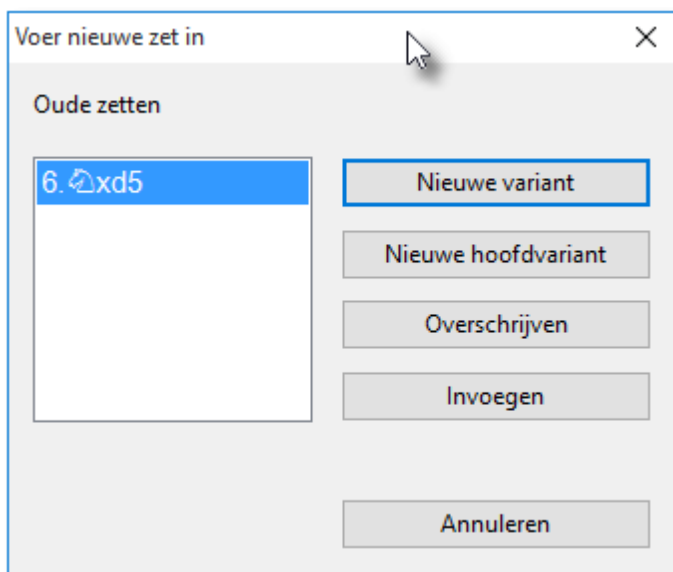 Voer nieuwe zet in
Oude zetten
6.♘xd5
Nieuwe variant
Nieuwe hoofdvariant
Overschrijven
Invoegen
Annuleren